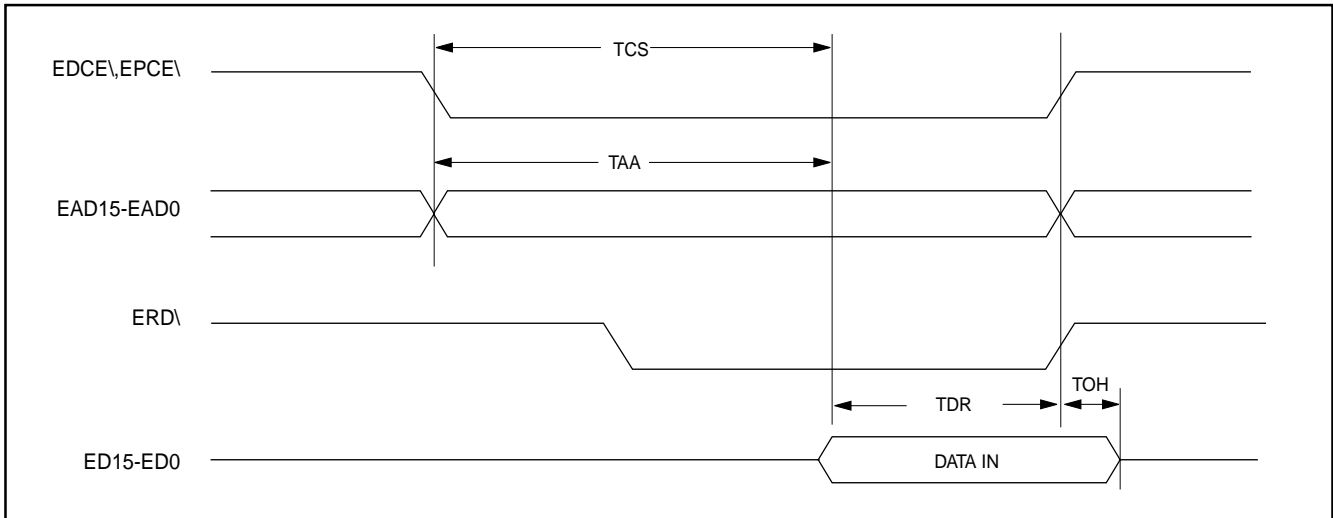 TCS
EDCE\,EPCE\
TAA
EAD15-EAD0
ERD\
TOH
TDR
ED15-ED0
DATA IN